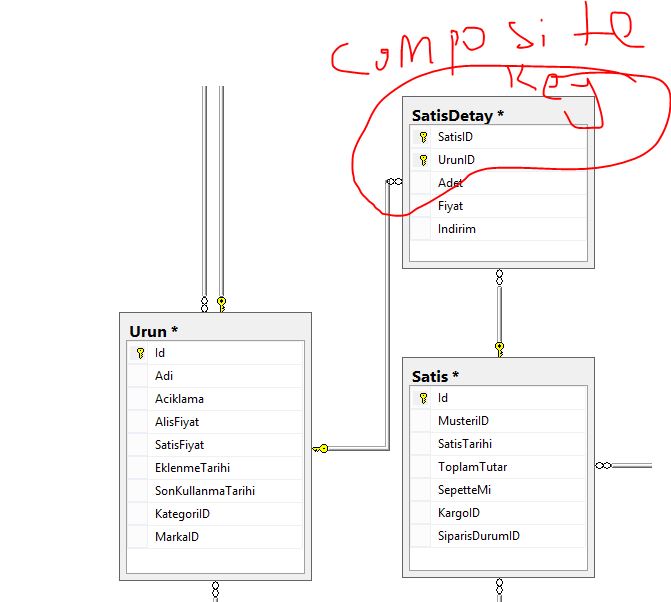 composite
Key
SatisDetay *
SatisID
UrunID
Adet
Fiyat
Indirim
Urun *
Id
Adi
Aciklama
AlisFiyat
SatisFiyat
EklenmeTarihi
SonKullanmaTarihi
KategoriID
MarkaID
Satis *
Id
MusteriID
SatisTarihi
ToplamTutar
SepetteMi
KargoID
SiparisDurumID